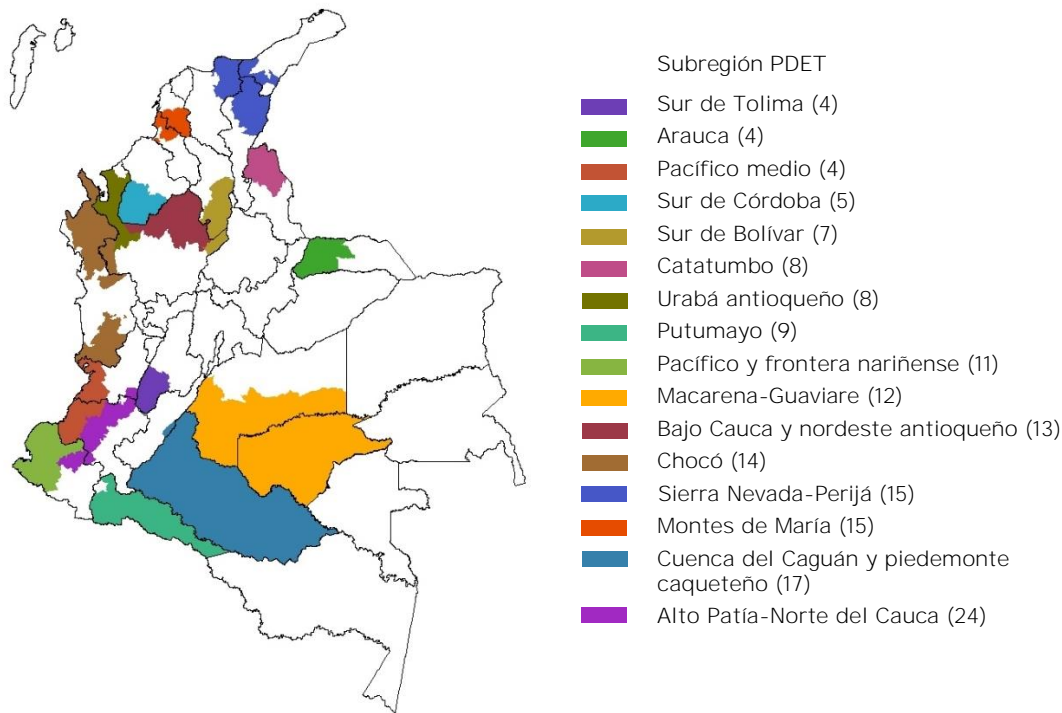 Subregión PDET
Sur de Tolima (4)
Arauca (4)
Pacífico medio (4)
Sur de Córdoba (5)
Sur de Bolívar (7)
Catatumbo (8)
Urabá antioqueño (8)
Putumayo (9)
Pacífico y frontera nariñense (11)
Macarena-Guaviare (12)
Bajo Cauca y nordeste antioqueño (13)
Chocó (14)
Sierra Nevada-Perijá (15)
Montes de María (15)
Cuenca del Caguán y piedemonte
caqueteño (17)
Alto Patía-Norte del Cauca (24)